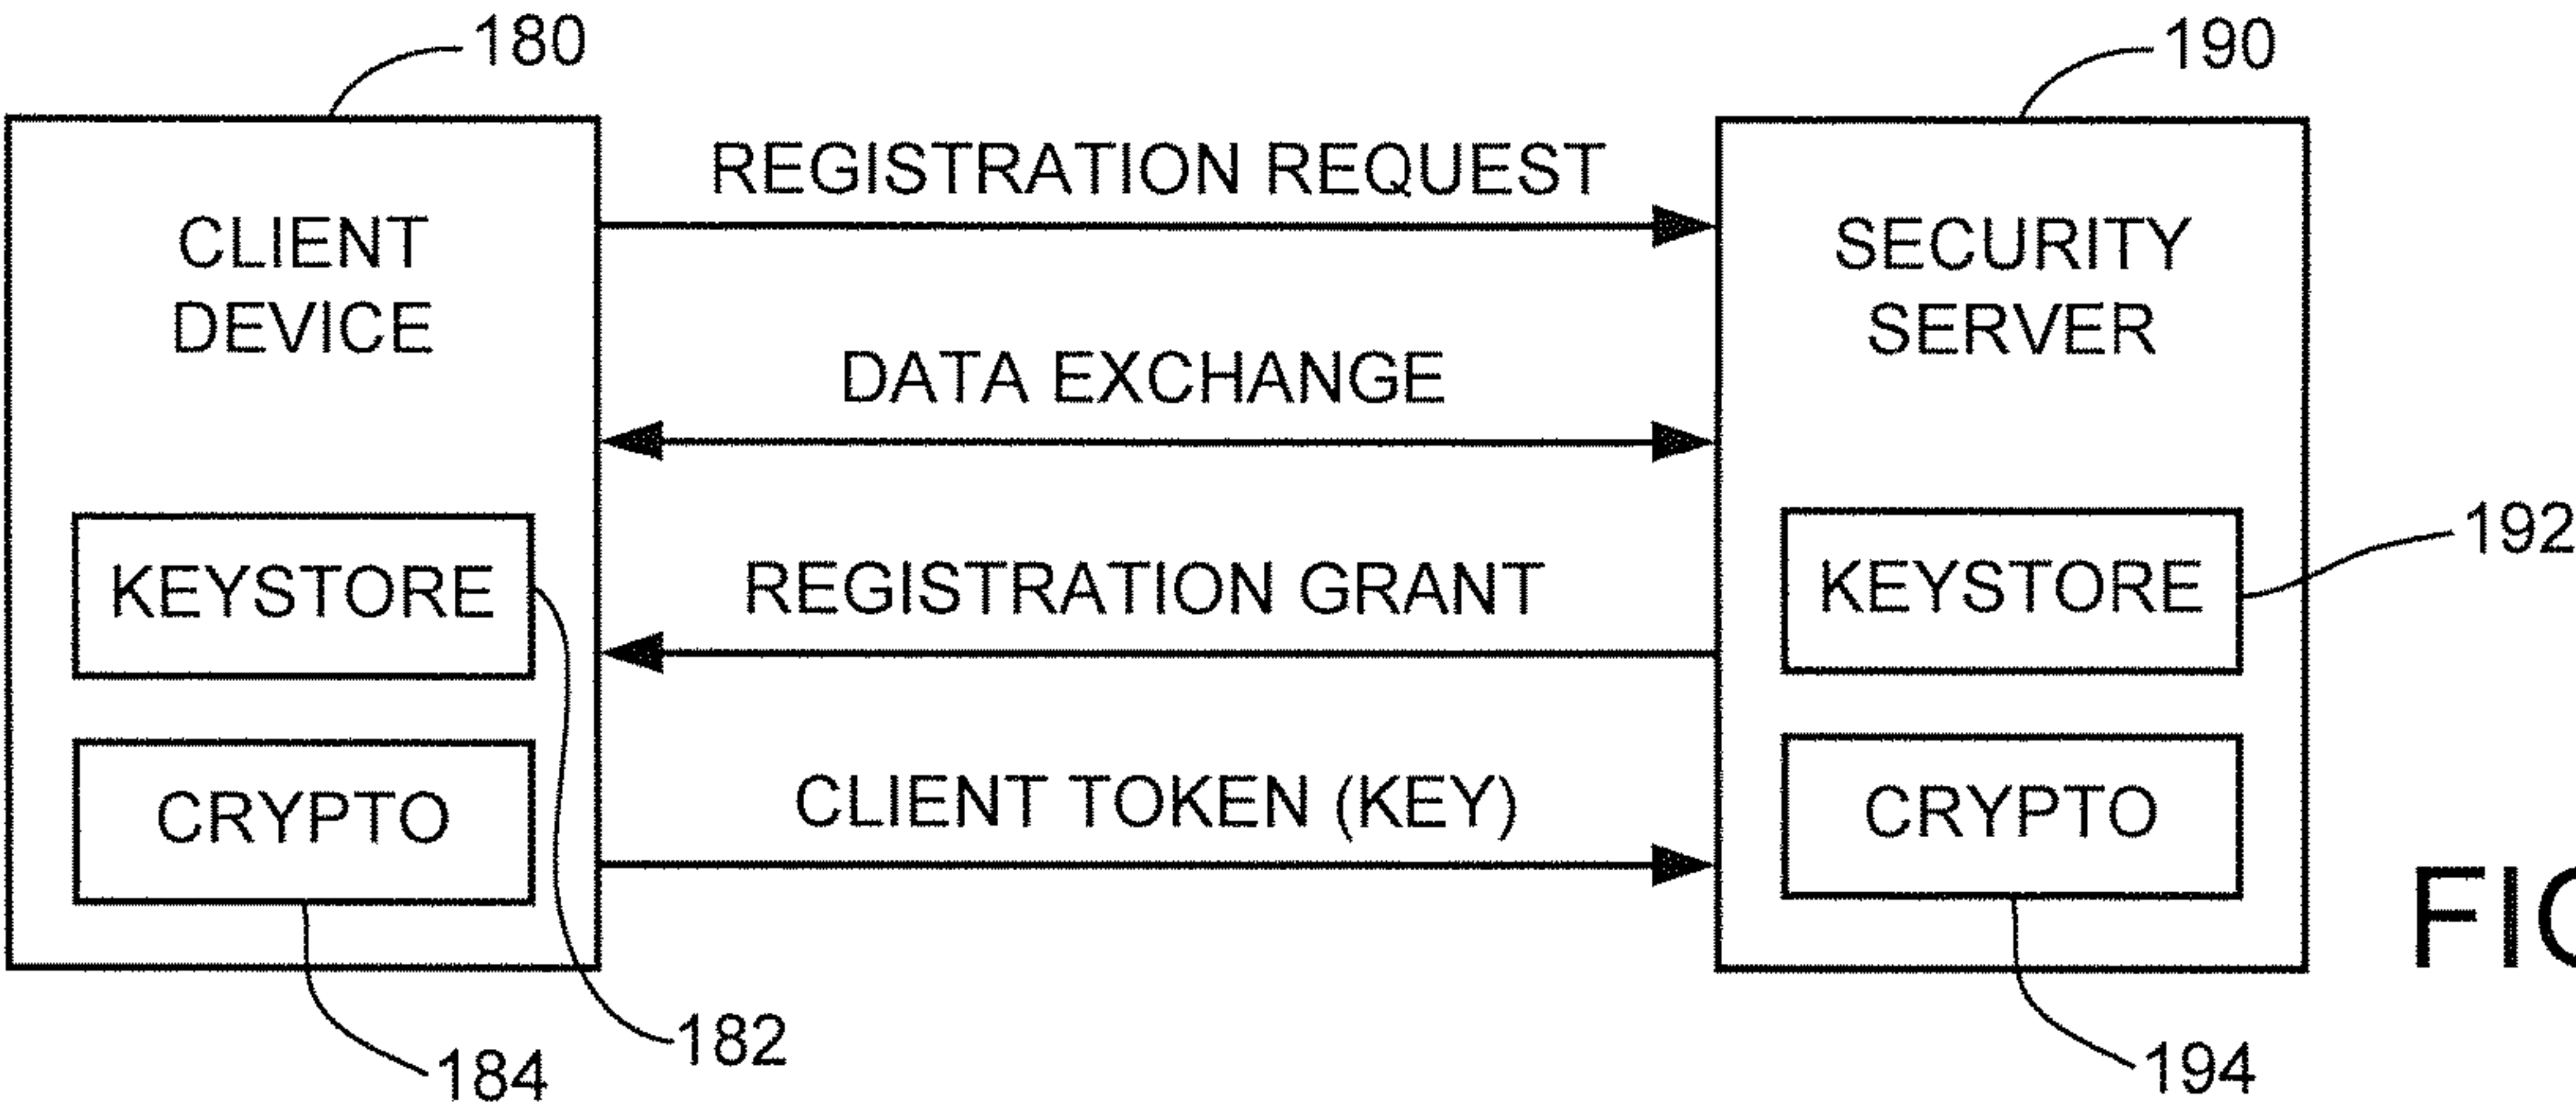 180
190
REGISTRATION REQUEST
CLIENT
DEVICE
SECURITY
SERVER
DATA EXCHANGE
KEYSTORE
REGISTRATION GRANT
KEYSTORE
192
CRYPTO
CLIENT TOKEN (KEY)
CRYPTO
182
184
194